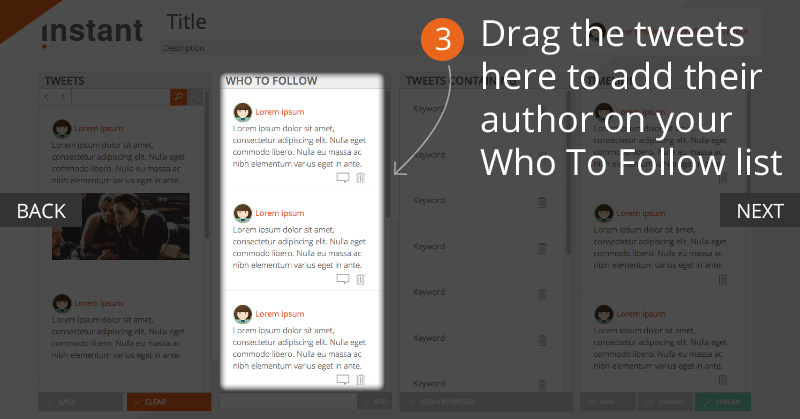 ınstant
Title
Description
3
Drag the tweets
here to add their
author on your
Who To Follow list
BACK
NEXT
TWEETS
Lorem ipsum
Lorem ipsum dolor sit amet,
consectetur adipiscing elit. Nulla eget
commodo libero. Nulla eu massa ac
nibh elementum varius eget in ante.
Lorem ipsum
Lorem ipsum dolor sit amet,
consectetur adipiscing elit. Nulla eget
commodo libero. Nulla eu massa ac
nibh elementum varius eget in ante.
BACK
CLEAR
WHO TO FOLLOW
Lorem ipsum
Lorem ipsum dolor sit amet,
consectetur adipiscing elit. Nulla eget
commodo libero. Nulla eu massa ac
nibh elementum varius eget in ante.
Lorem ipsum
Lorem ipsum dolor sit amet,
consectetur adipiscing elit. Nulla eget
commodo libero. Nulla eu massa ac
nibh elementum varius eget in ante.
Lorem ipsum
Lorem ipsum dolor sit amet,
consectetur adipiscing elit. Nulla eget
commodo libero. Nulla eu massa ac
nibh elementum varius eget in ante.
ADD
TWEETS CONTAINING
Keyword
Keyword
Keyword
Keyword
Keyword
Keyword
Keyword
ADD A KEYWORD
Lorem ipsum dolor sit amet,
consectetur adipiscing elit. Nulla eget
commodo libero. Nulla eu massa ac
nibh elementum varius eget in ante.
Lorem ipsum
Lorem ipsum dolor sit amet,
consectetur adipiscing elit. Nulla eget
commodo libero. Nulla eu massa ac
nibh elementum varius eget in ante.
SAVE
PREVIEW
PUBLISH